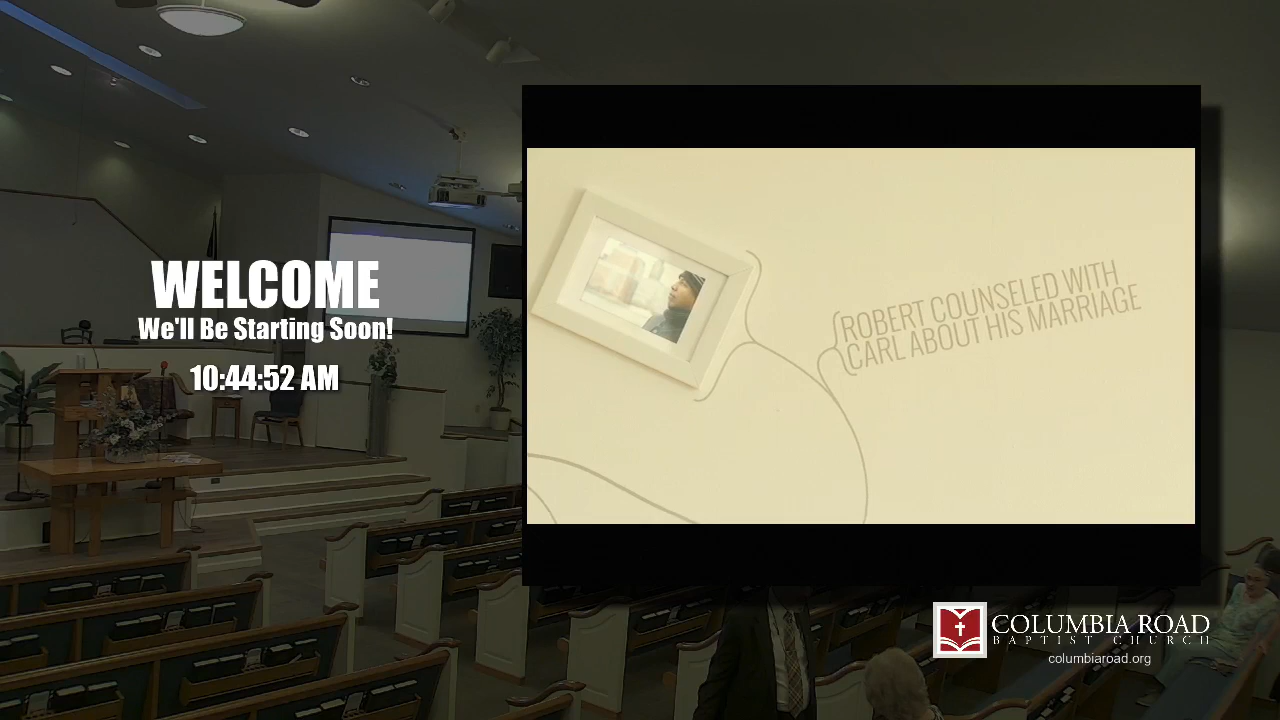 WELCOME
We'll Be Starting Soon!
10:44:52 AM
ROBERT COUNSELED WITH
CARL ABOUT HIS MARRIAGE
COLUMBIA ROAD
BAPTIST CHURCH
columbiaroad.org